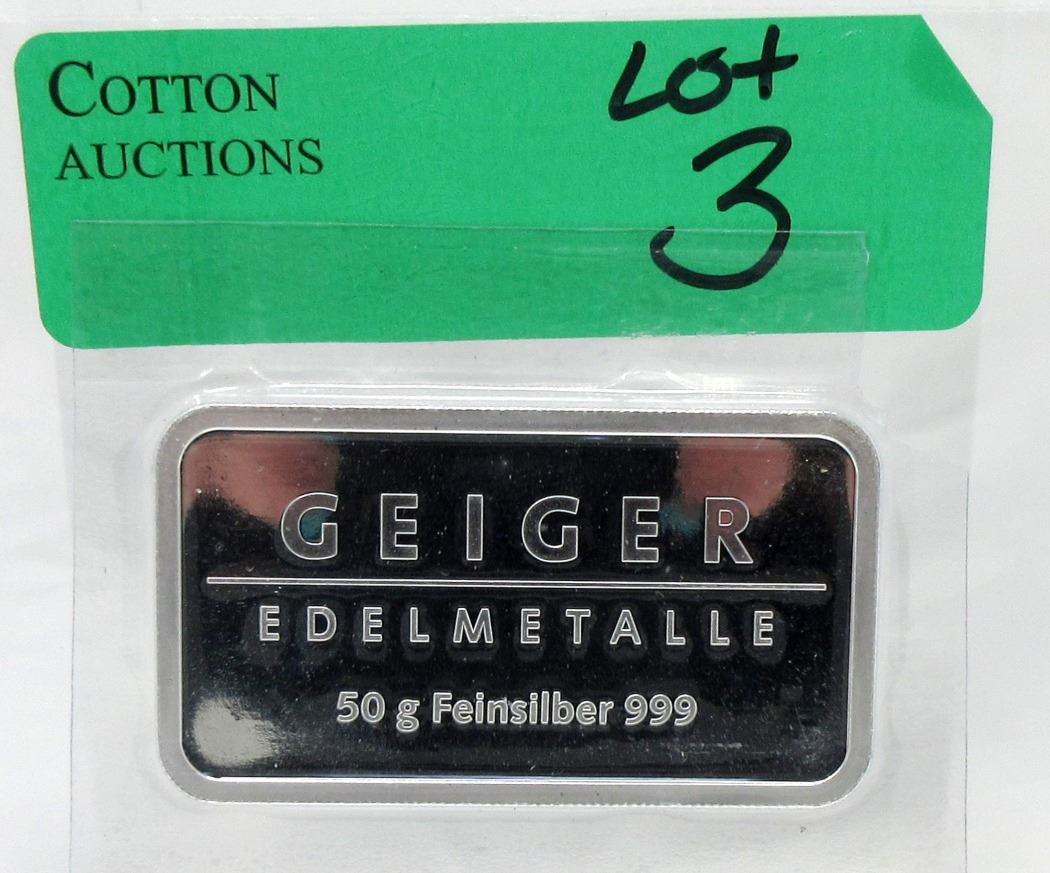 COTTON
AUCTIONS
Lot
3
GEIGER
EDELMETALLE
50 g Feinsilber 999